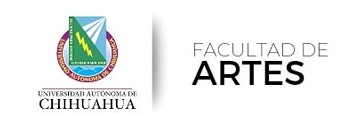 UNIVERSIDAD AUTÓNOMA DE
CHIHUAHUA
FACULTAD DE
ARTES